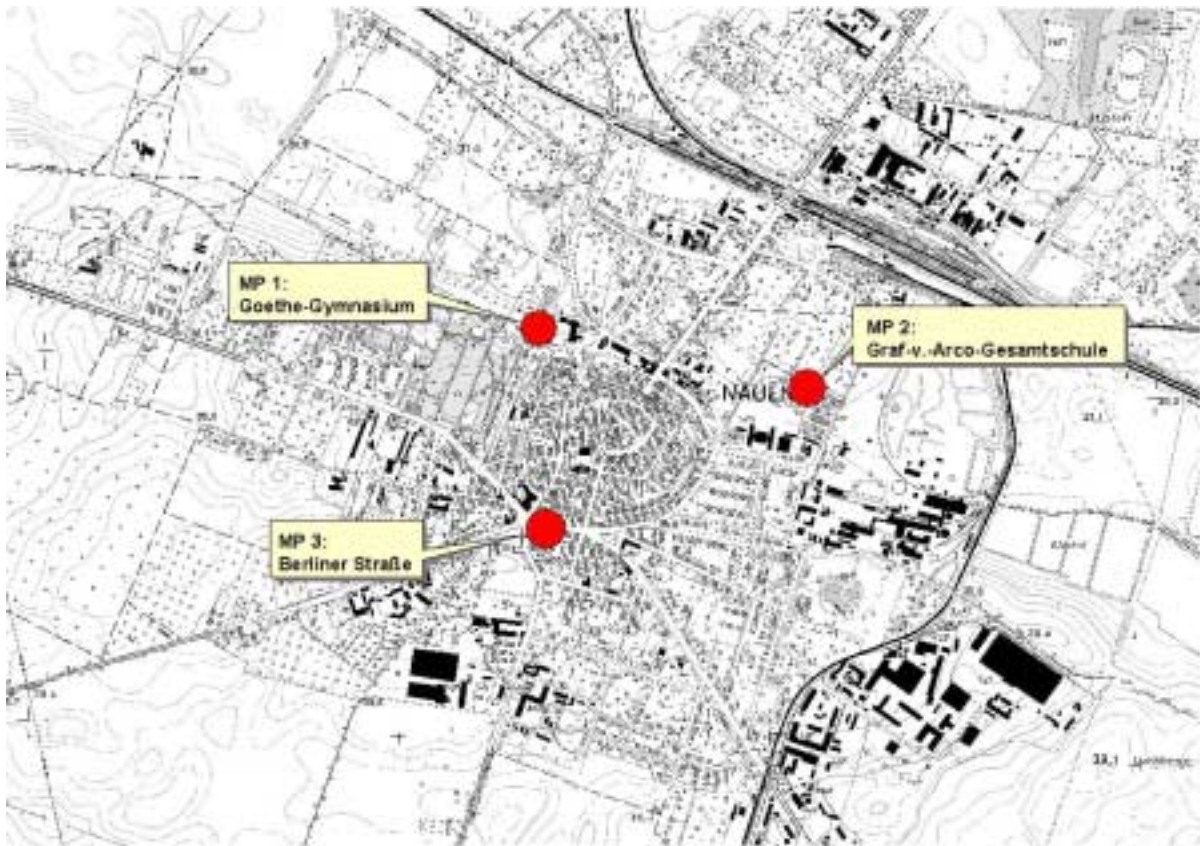 MP 1:
Goethe-Gymnasium
MP 2:
Graf-v.-Arco-Gesamtschule
NAUEN
MP 3:
Berliner Straße